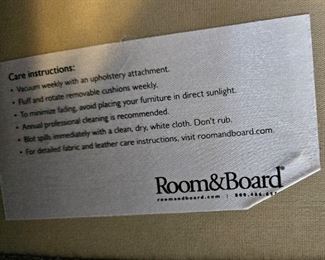 Care instructions:
• Vacuum weekly with an upholstery attachment.
• Fluff and rotate removable cushions weekly.
• To minimize fading, avoid placing your furniture in direct sunlight.
• Annual professional cleaning is recommended.
• Blot spills immediately with a clean, dry, white cloth. Don't rub.
• For detailed fabric and leather care instructions, visit roomandboard.com.
Room&Board®
roomandboard.com